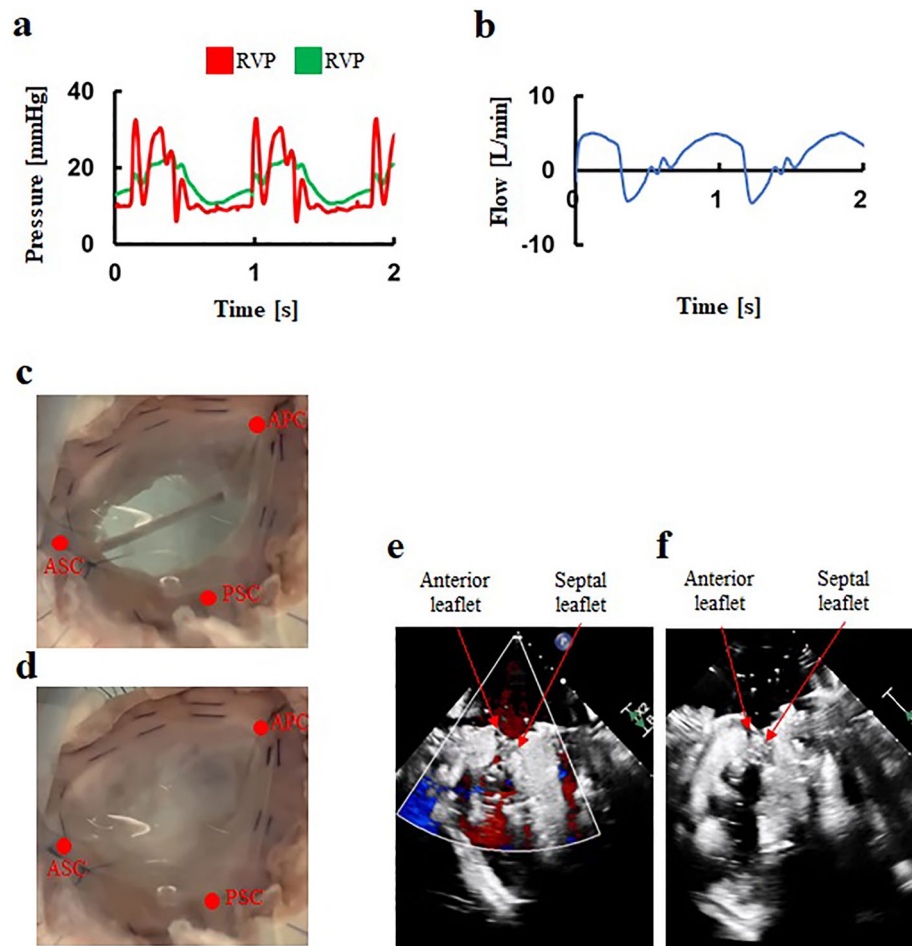 a
RVP RVP
Pressure [mmHg]
40
20
0
0 1 2
Time [s]
b
Flow [L/min]
10
0
-10
0 1 2
Time [s]
c
APC
ASC
PSC
d
APC
ASC
PSC
e
Anterior
leaflet
Septal
leaflet
f
Anterior
leaflet
Septal
leaflet